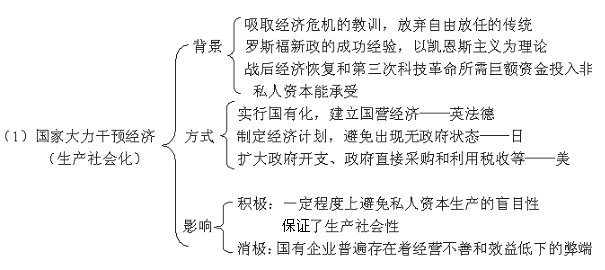 吸取经济危机的教训，放弃自由放任的传统
背景
罗斯福新政的成功经验，以凯恩斯主义为理论
战后经济恢复和第三次科技革命所需巨额资金投入非
私人资本能承受
实行国有化，建立国营经济——英法德
（1）国家大力干预经济
方式
制定经济计划，避免出现无政府状态——日
（生产社会化）
扩大政府开支、政府直接采购和利用税收等——美
积极：一定程度上避免私人资本生产的盲目性
影响
保证了生产社会性
消极：国有企业普遍存在着经营不善和效益低下的弊端